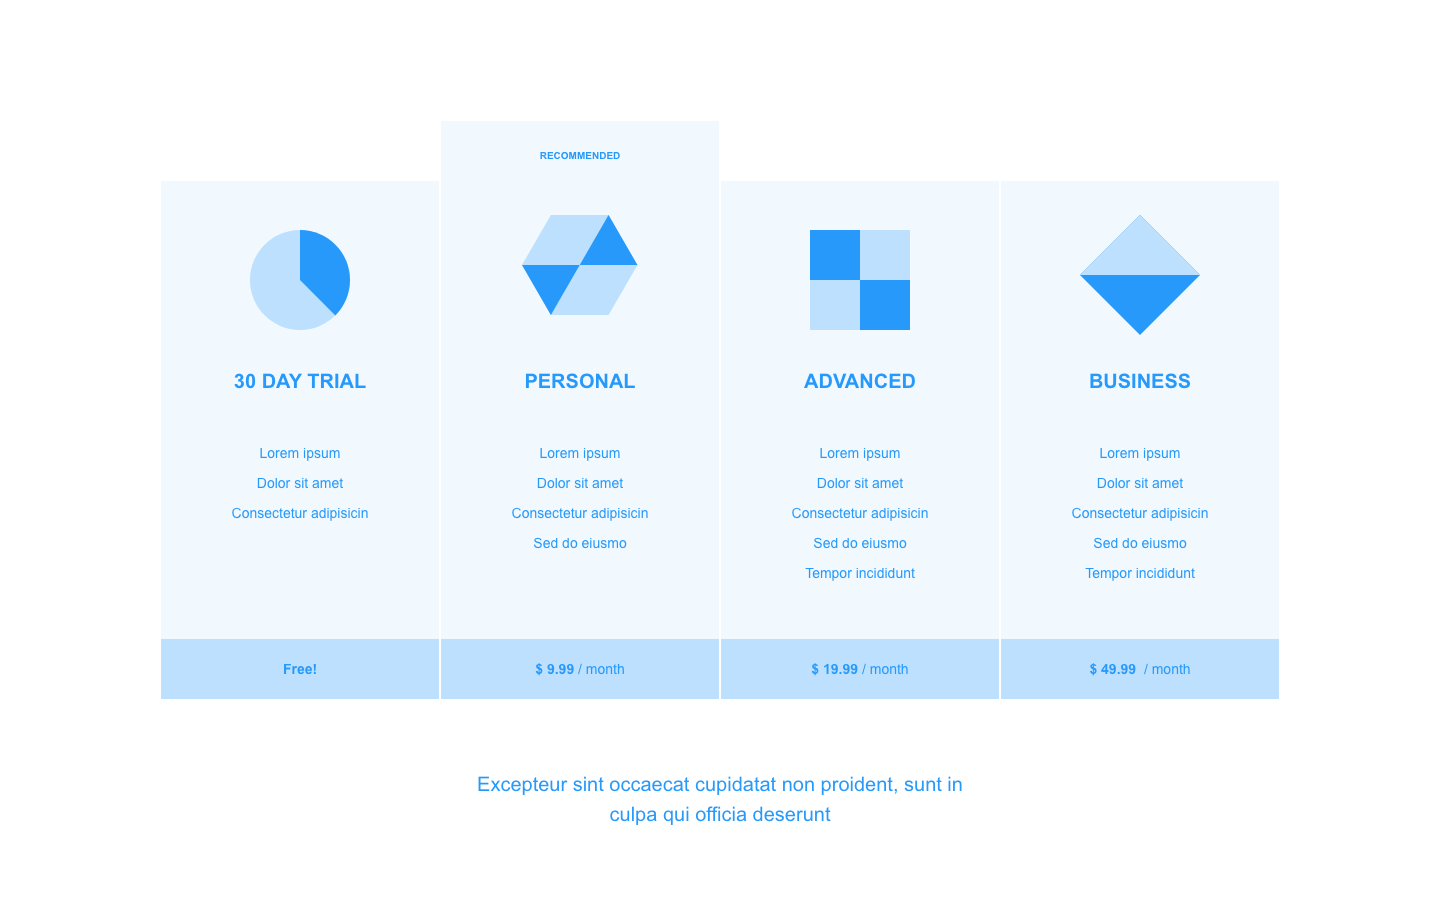 RECOMMENDED
30 DAY TRIAL
Lorem ipsum
Dolor sit amet
Consectetur adipisicin
Free!
PERSONAL
Lorem ipsum
Dolor sit amet
Consectetur adipisicin
Sed do eiusmo
$ 9.99 / month
ADVANCED
Lorem ipsum
Dolor sit amet
Consectetur adipisicin
Sed do eiusmo
Tempor incididunt
$ 19.99 / month
BUSINESS
Lorem ipsum
Dolor sit amet
Consectetur adipisicin
Sed do eiusmo
Tempor incididunt
$ 49.99 / month
Excepteur sint occaecat cupidatat non proident, sunt in
culpa qui officia deserunt